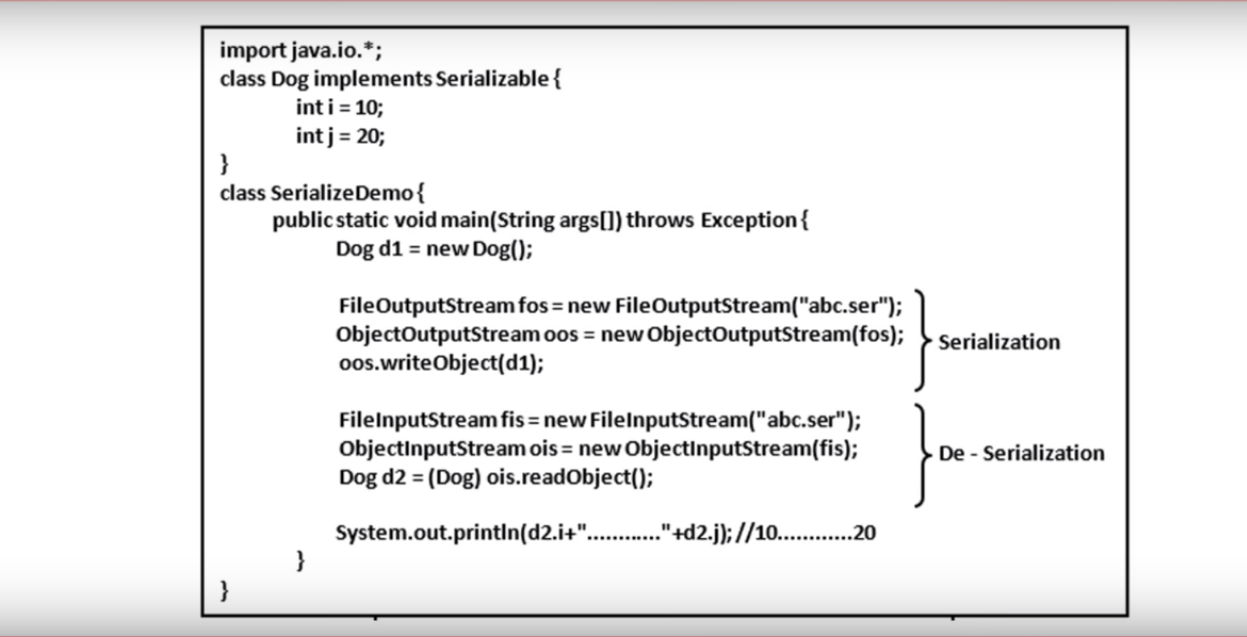 import java.io.*;
class Dog implements Serializable {
int i = 10;
int j = 20;
}
class SerializeDemo {
public static void main(String args[]) throws Exception {
Dog d1 = new Dog();
FileOutputStream fos = new FileOutputStream("abc.ser");
ObjectOutputStream oos = new ObjectOutputStream(fos);
Serialization
oos.writeObject(d1);
FileInputStream fis = new FileInputStream("abc.ser");
ObjectInputStream ois = new ObjectInputStream(fis);
De - Serialization
Dog d2 = (Dog) ois.readObject();
System.out.println(d2.i+"............"+d2.j); //10............20
}
}